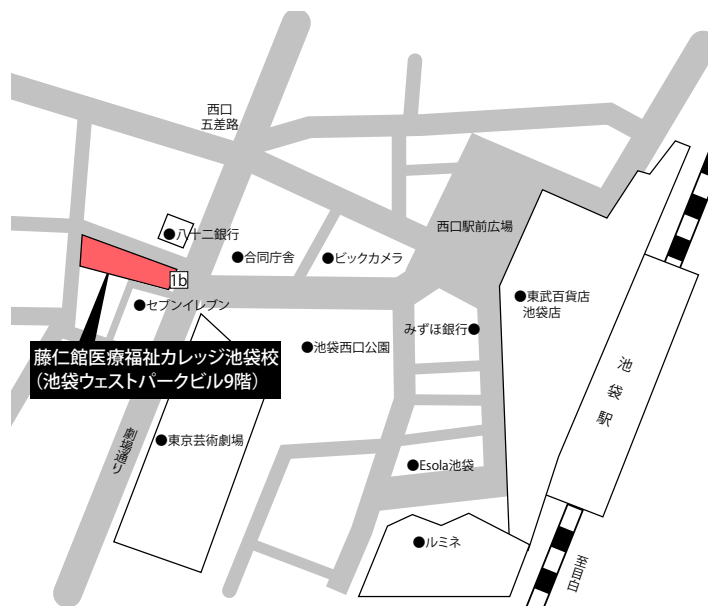 西口
五差路
八十二銀行
西口駅前広場
合同庁舎
ビックカメラ
1b
セブンイレブン
東武百貨店
池袋店
みずほ銀行
池袋西口公園
藤仁館医療福祉カレッジ池袋校
（池袋ウェストパークビル9階）
池袋駅
劇場通り
東京芸術劇場
Esola池袋
ルミネ
至目白